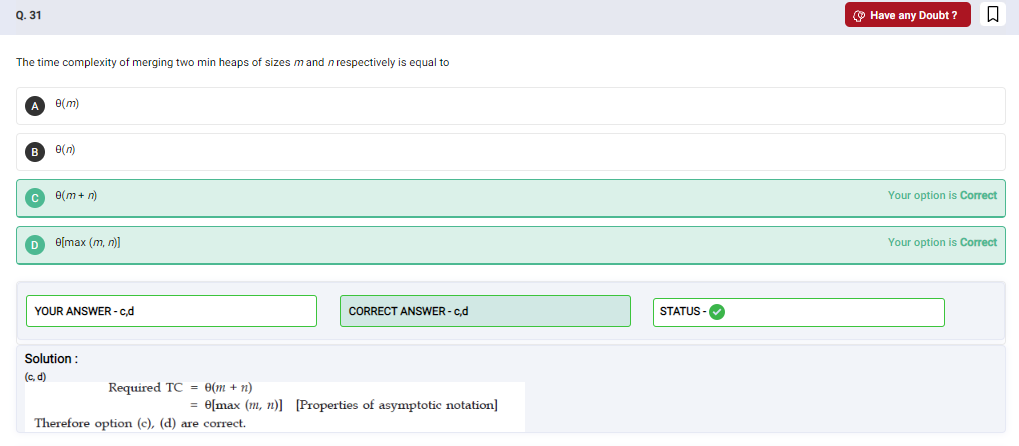 Q. 31
Have any Doubt ?
The time complexity of merging two min heaps of sizes m and n respectively is equal to
A θ(m)
B θ(n)
C θ(m + n) Your option is Correct
D θ[max (m, n)] Your option is Correct
YOUR ANSWER - c,d CORRECT ANSWER - c,d STATUS -
Solution :
(c, d)
Required TC = θ(m + n)
= θ[max (m, n)] [Properties of asymptotic notation]
Therefore option (c), (d) are correct.